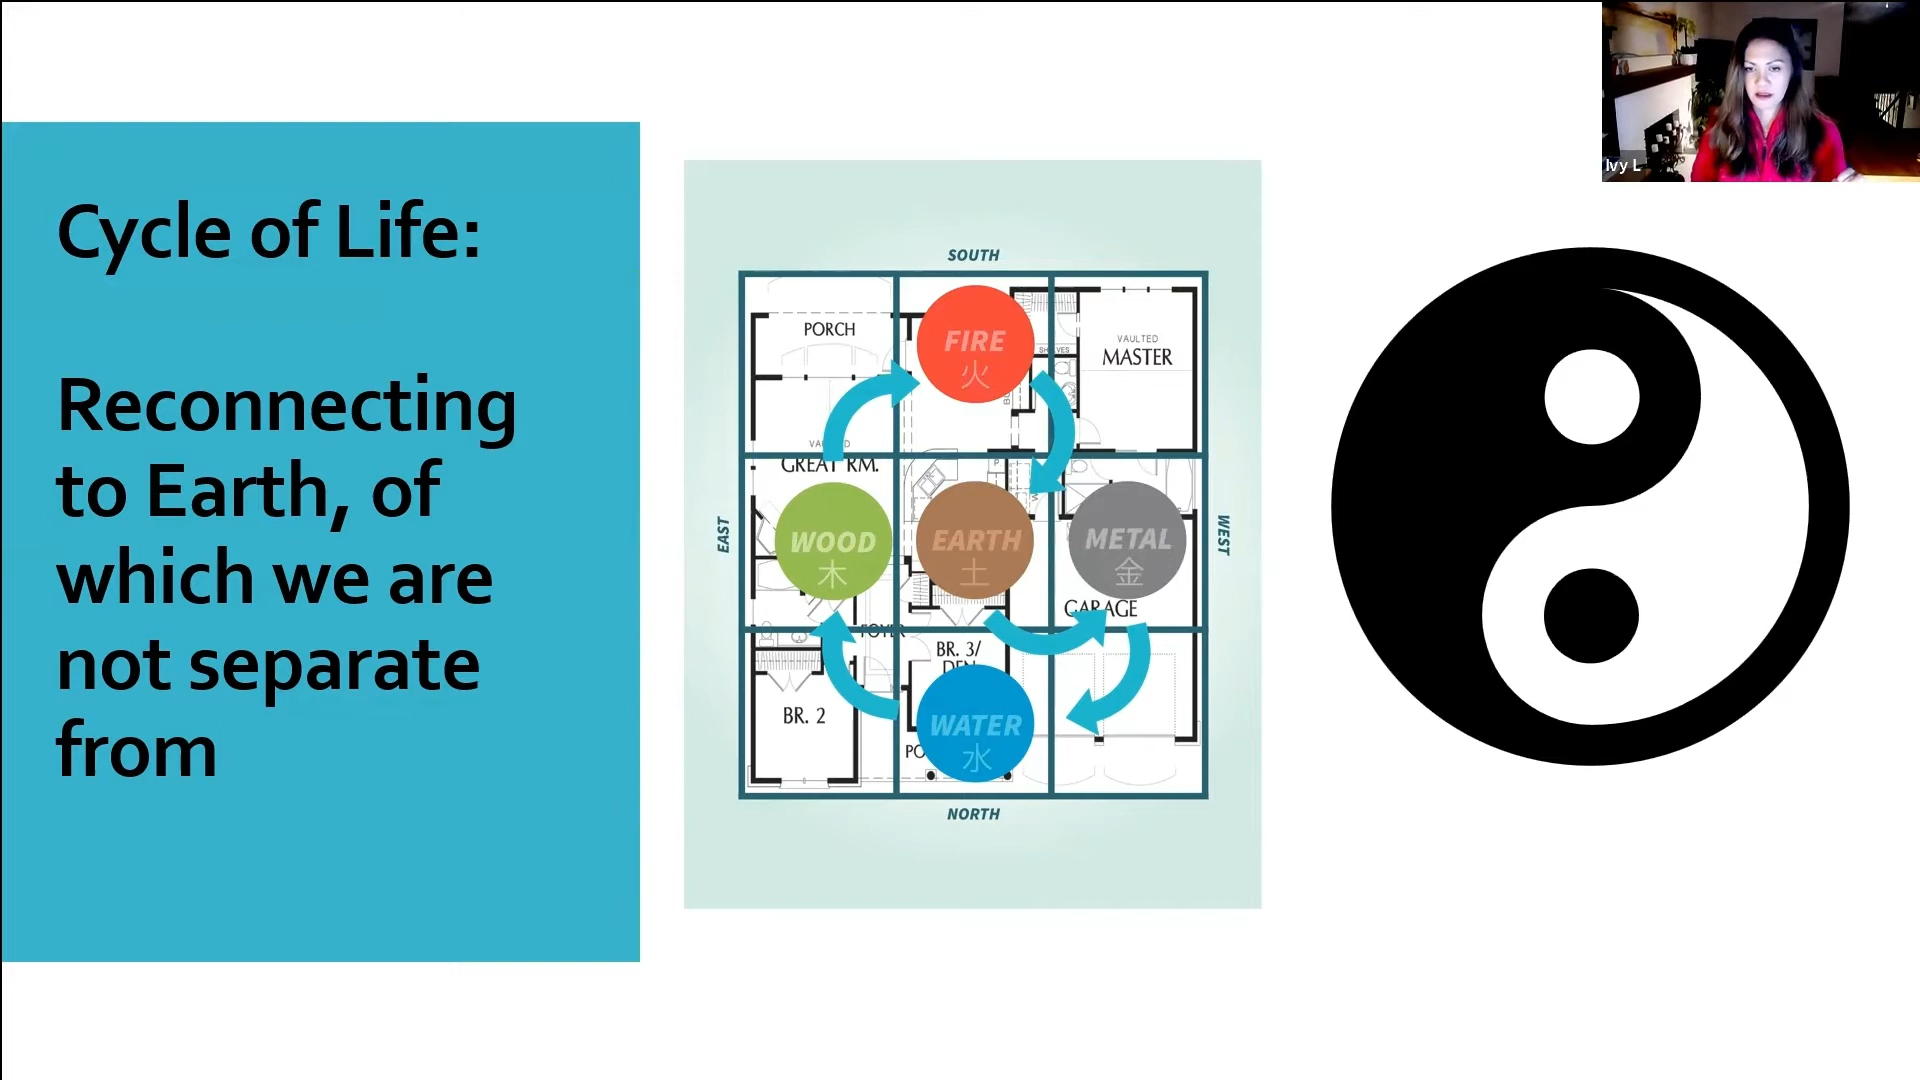 Ivy L
Cycle of Life:
Reconnecting
to Earth, of
which we are
not separate
from
SOUTH
PORCH
FIRE
火
VAULTED
MASTER
GREAT RM.
EAST
WOOD
木
EARTH
土
METAL
金
WEST
GARAGE
FOYER
BR. 3/
DEN
BR. 2
WATER
水
NORTH